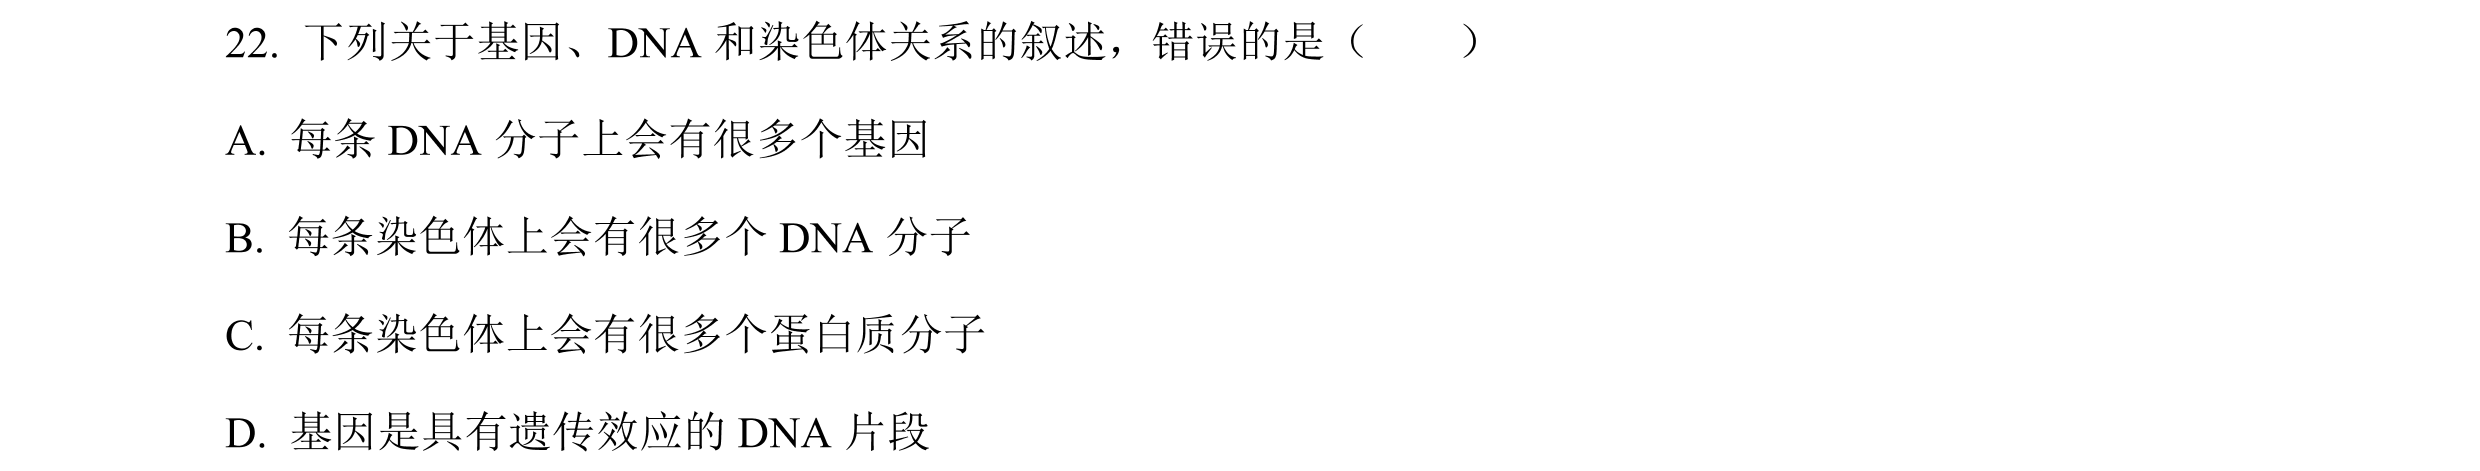 22. 下列关于基因、DNA 和染色体关系的叙述，错误的是（　　）
A. 每条 DNA 分子上会有很多个基因
B. 每条染色体上会有很多个 DNA 分子
C. 每条染色体上会有很多个蛋白质分子
D. 基因是具有遗传效应的 DNA 片段